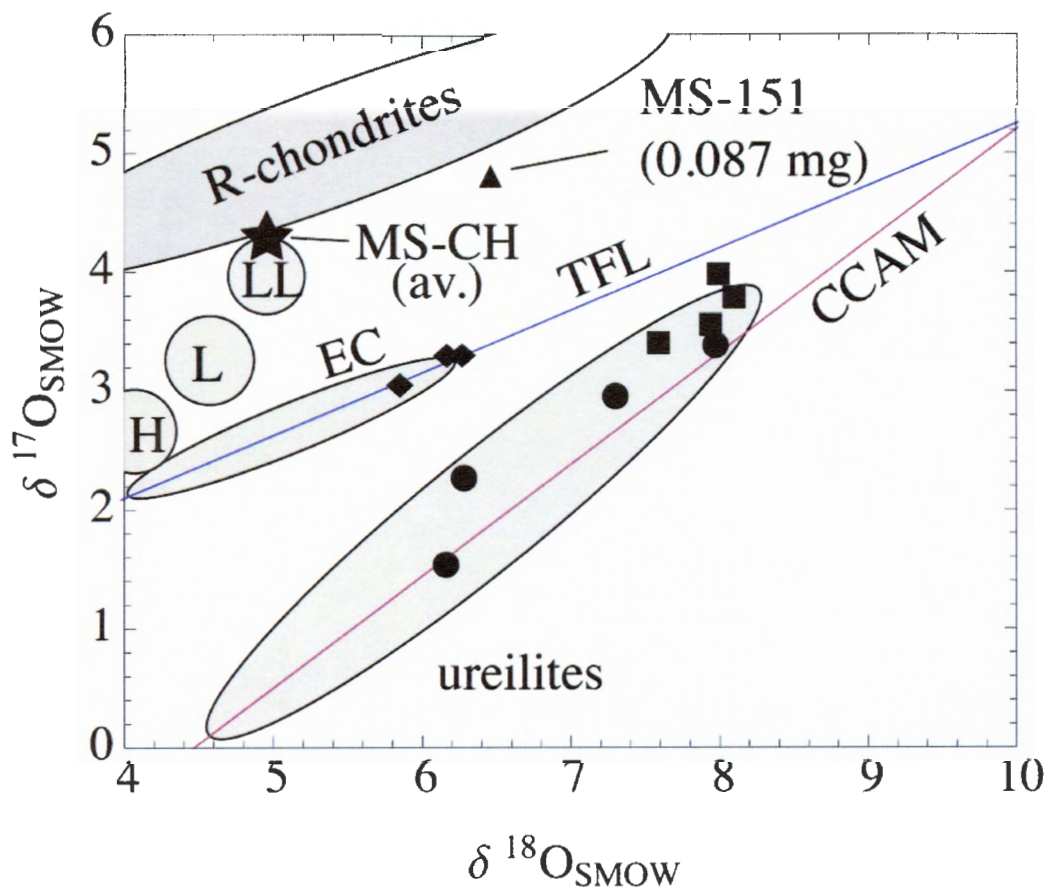 6
MS-151
(0.087 mg)
R-chondrites
5
MS-CH
(av.)
TFL
CCAM
4
LL
L
EC
3
H
2
1
ureilites
0
4 5 6 7 8 9 10
δ 17OSMOW
δ 18OSMOW